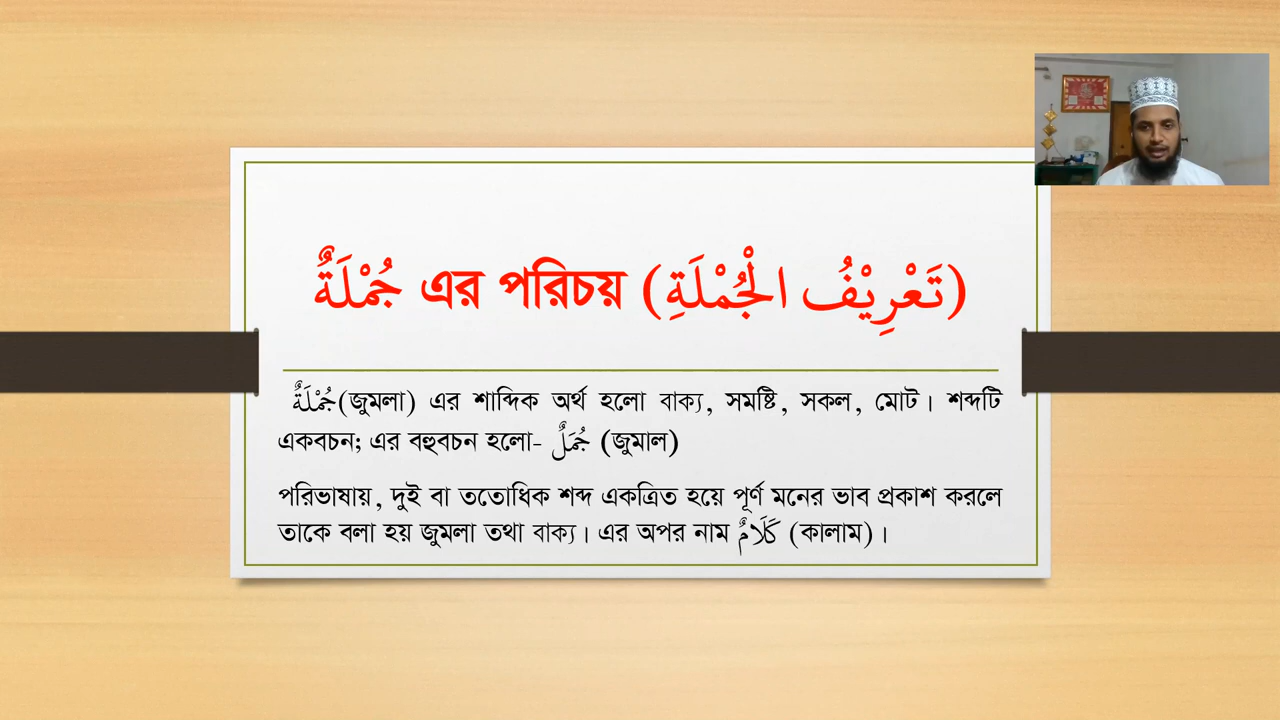 جُمْلَةٌ এর পরিচয় (تَعْرِيْفُ الْجُمْلَةِ)
جُمْلَةٌ(জুমলা) এর শাব্দিক অর্থ হলো বাক্য, সমষ্টি, সকল, মোট। শব্দটি
একবচন; এর বহুবচন হলো- جُمَلٌ (জুমাল)
পরিভাষায়, দুই বা ততোধিক শব্দ একত্রিত হয়ে পূর্ণ মনের ভাব প্রকাশ করলে
তাকে বলা হয় জুমলা তথা বাক্য। এর অপর নাম كَلَامٌ (কালাম)।